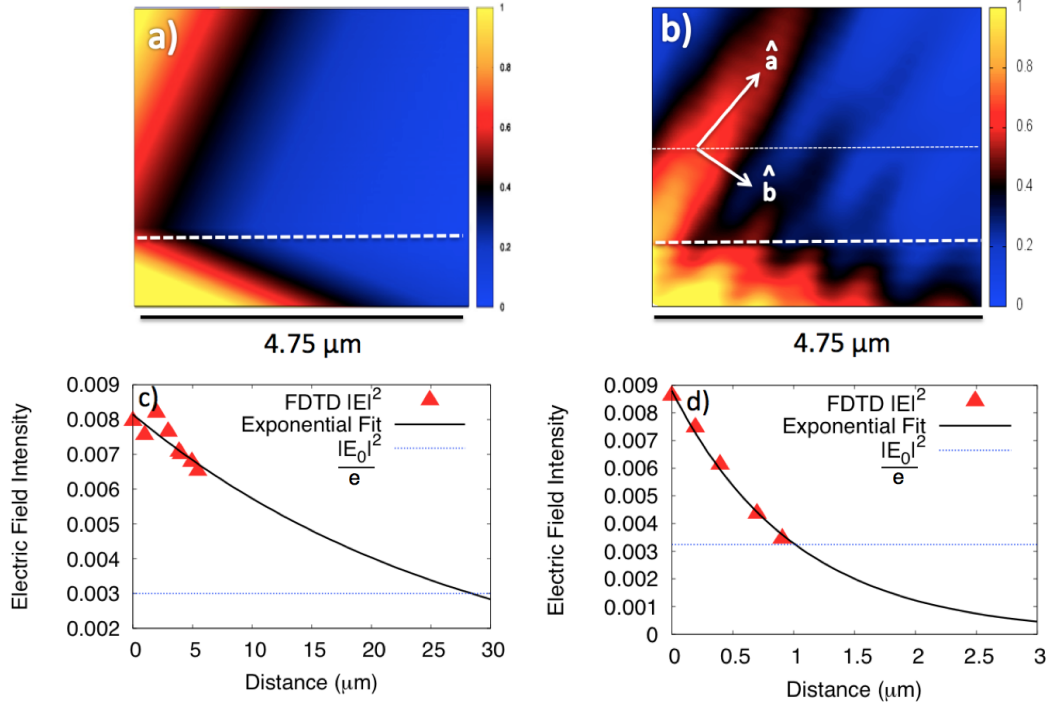 a)
1
0.8
0.6
0.4
0.2
0
4.75 μm
b)
â
b̂
1
0.8
0.6
0.4
0.2
0
4.75 μm
c)
Electric Field Intensity
0.009
0.008
0.007
0.006
0.005
0.004
0.003
0.002
FDTD |E|²
Exponential Fit
|E₀|²
e
0 5 10 15 20 25 30
Distance (μm)
d)
Electric Field Intensity
0.009
0.008
0.007
0.006
0.005
0.004
0.003
0.002
0.001
0
FDTD |E|²
Exponential Fit
|E₀|²
e
0 0.5 1 1.5 2 2.5 3
Distance (μm)